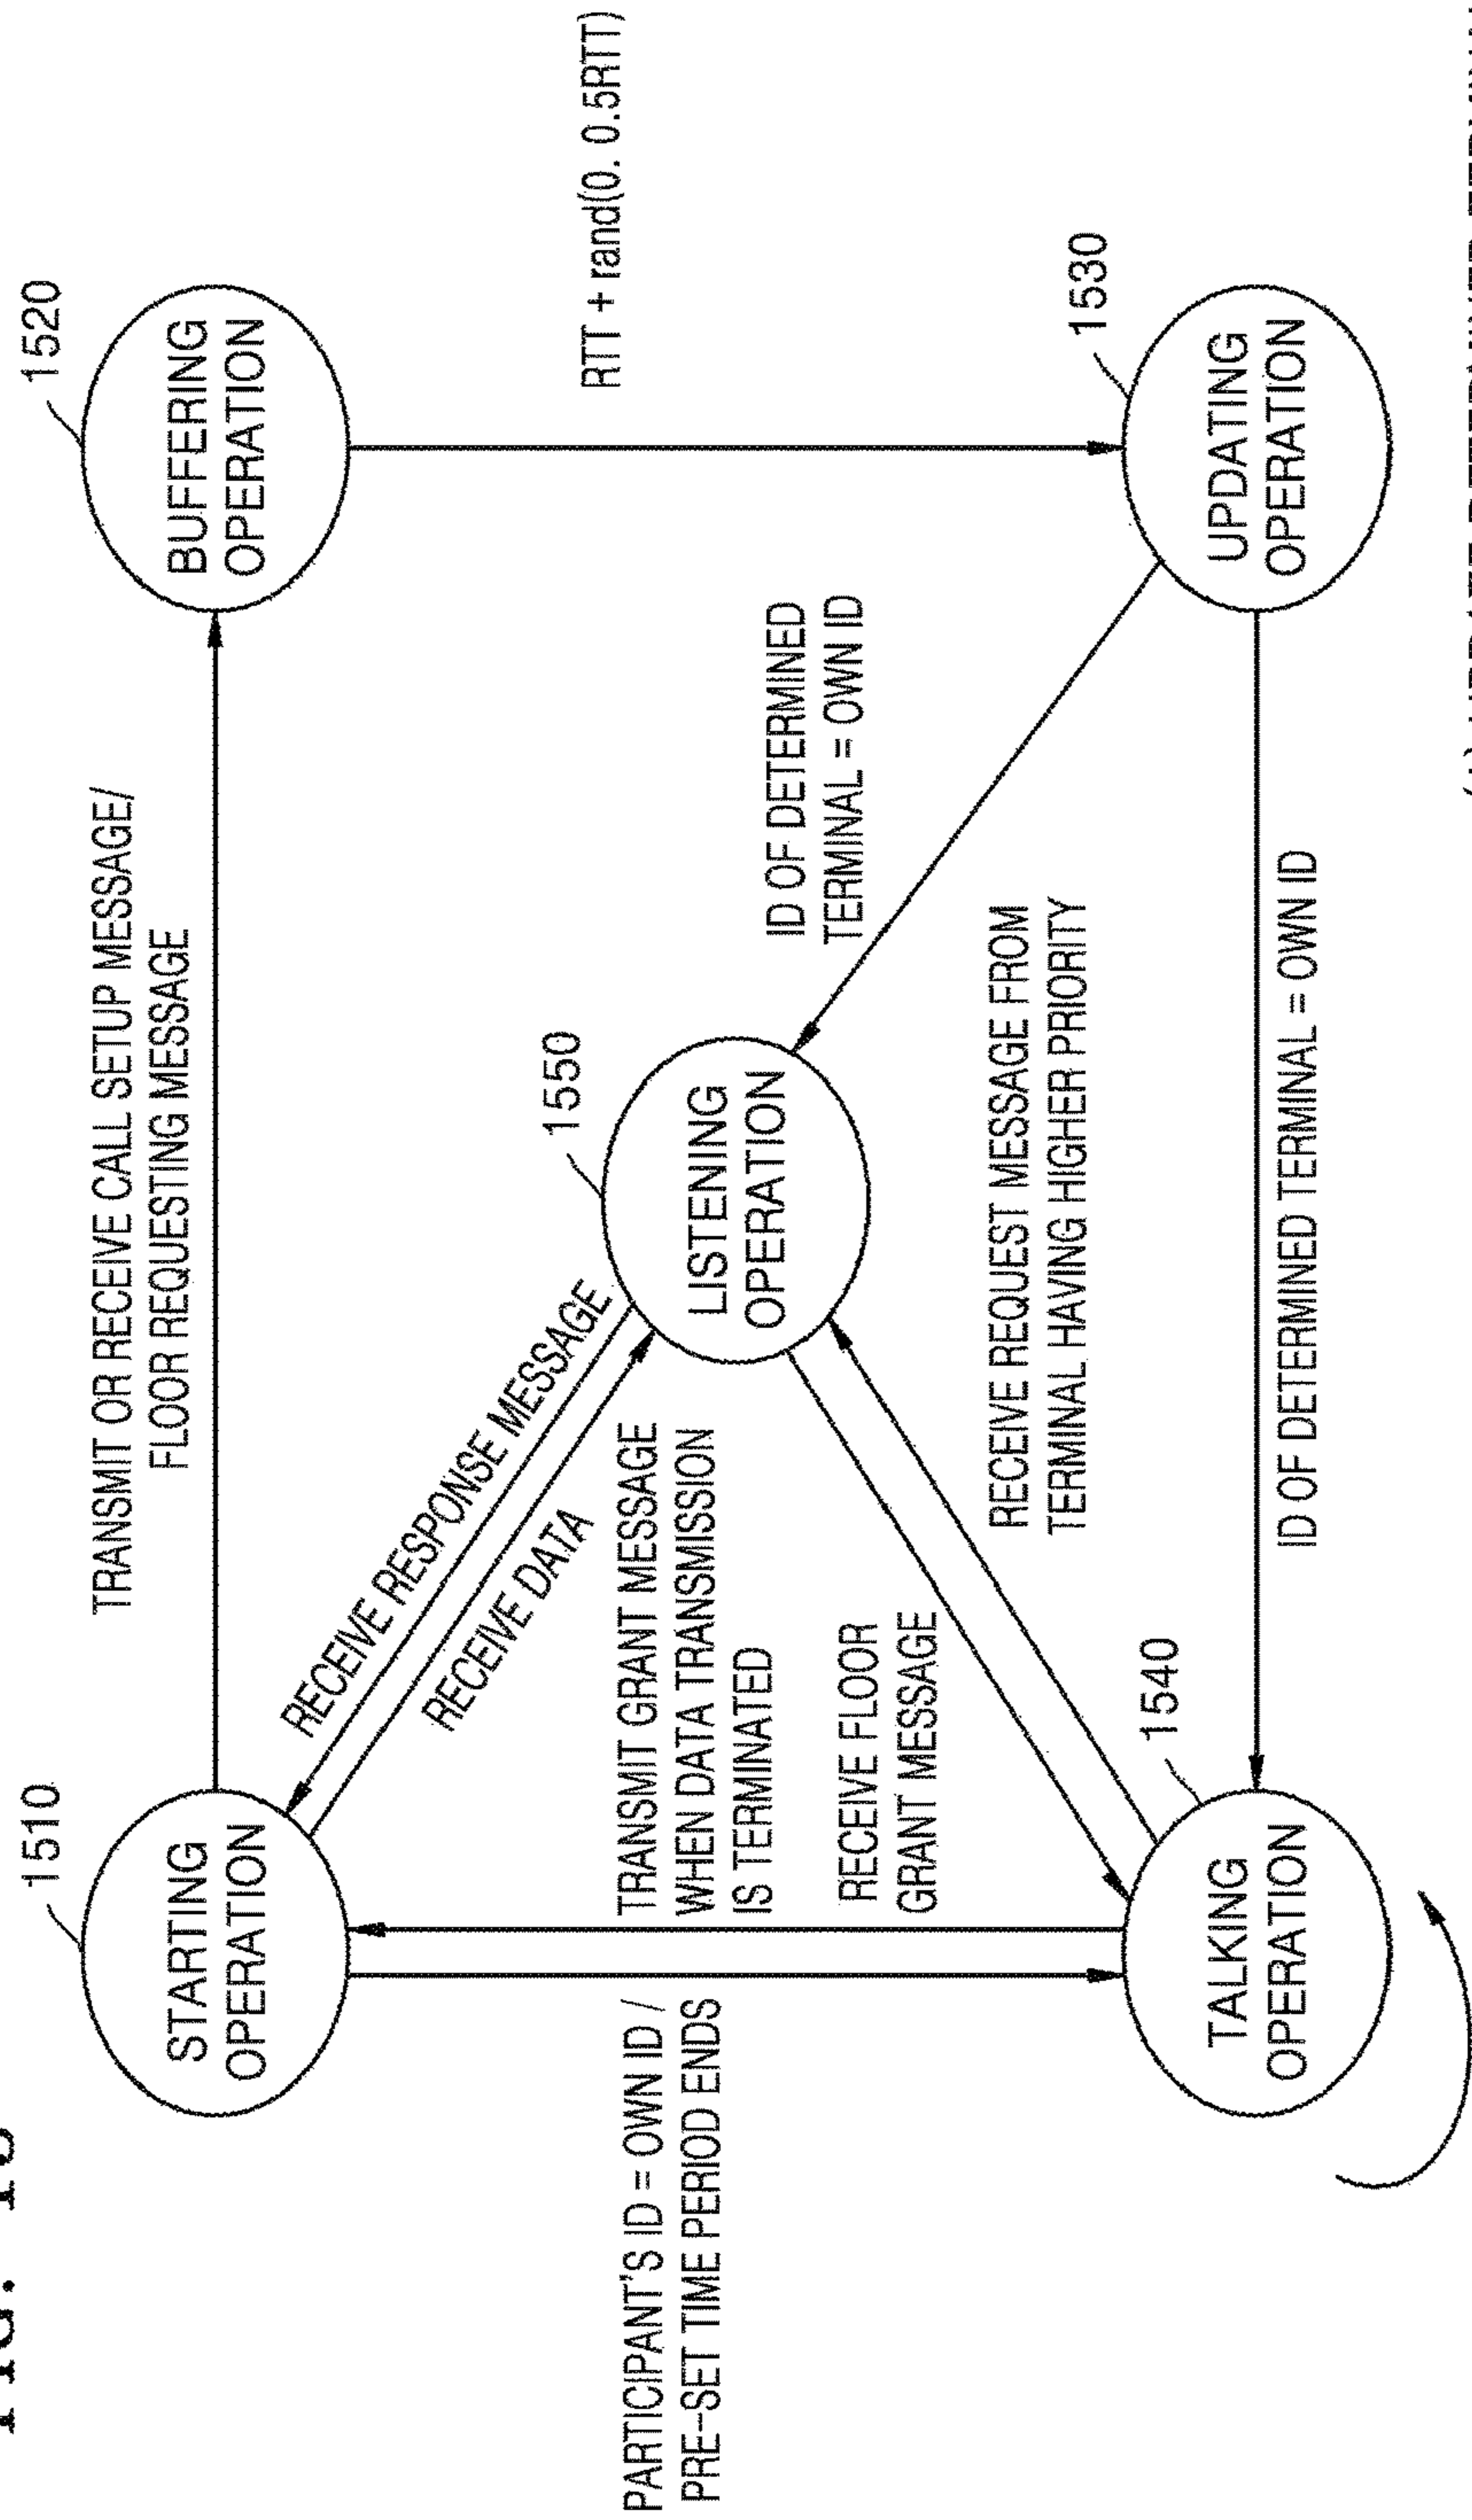 TRANSMIT OR RECEIVE CALL SETUP MESSAGE/
FLOOR REQUESTING MESSAGE
1510
STARTING
OPERATION
1520
BUFFERING
OPERATION
RECEIVE RESPONSE MESSAGE
RECEIVE DATA
1550
LISTENING
OPERATION
PARTICIPANT'S ID = OWN ID /
PRE-SET TIME PERIOD ENDS
TRANSMIT GRANT MESSAGE
WHEN DATA TRANSMISSION
IS TERMINATED
RTT + rand(0. 0.5RTT)
ID OF DETERMINED
TERMINAL = OWN ID
RECEIVE FLOOR
GRANT MESSAGE
RECEIVE REQUEST MESSAGE FROM
TERMINAL HAVING HIGHER PRIORITY
1540
TALKING
OPERATION
1530
UPDATING
OPERATION
ID OF DETERMINED TERMINAL = OWN ID